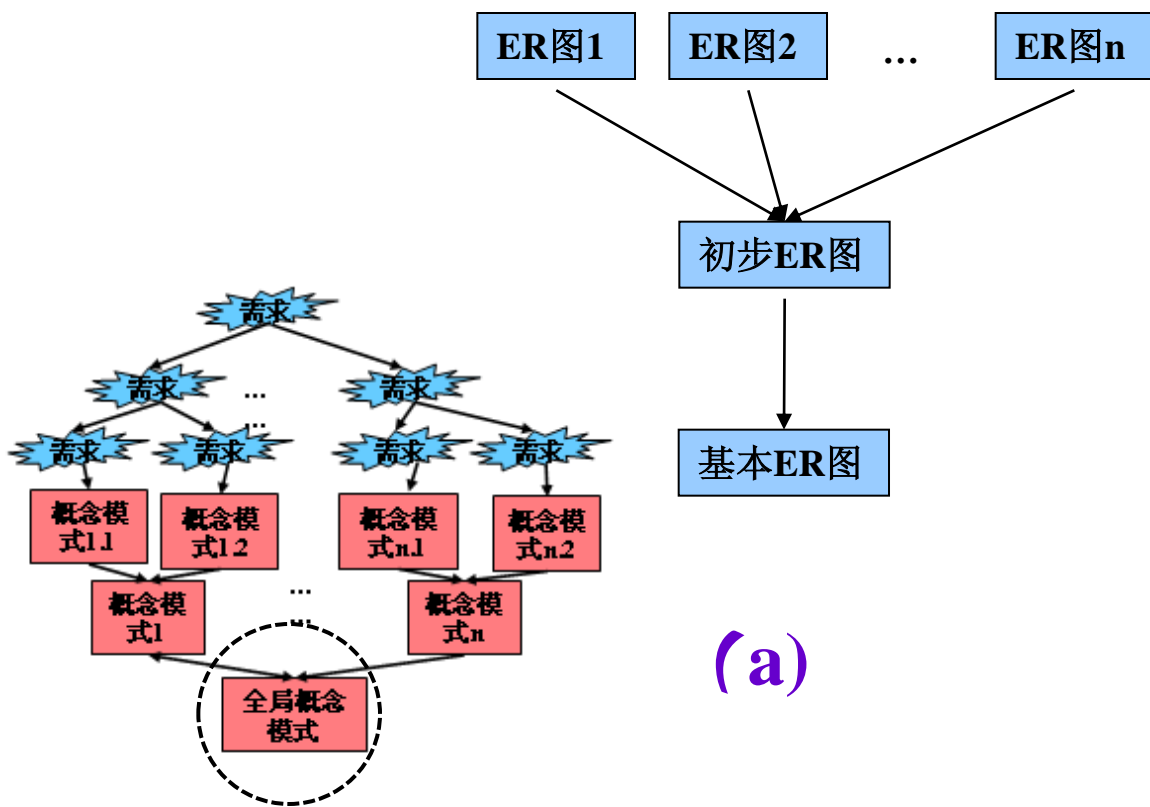 ER图1
ER图2
...
ER图n
初步ER图
基本ER图
需求
需求
...
需求
...
需求
需求
需求
需求
概念模
式1.1
概念模
式1.2
概念模
式n.1
概念模
式n.2
概念模
式1
...
...
概念模
式n
全局概念
模式
(a)